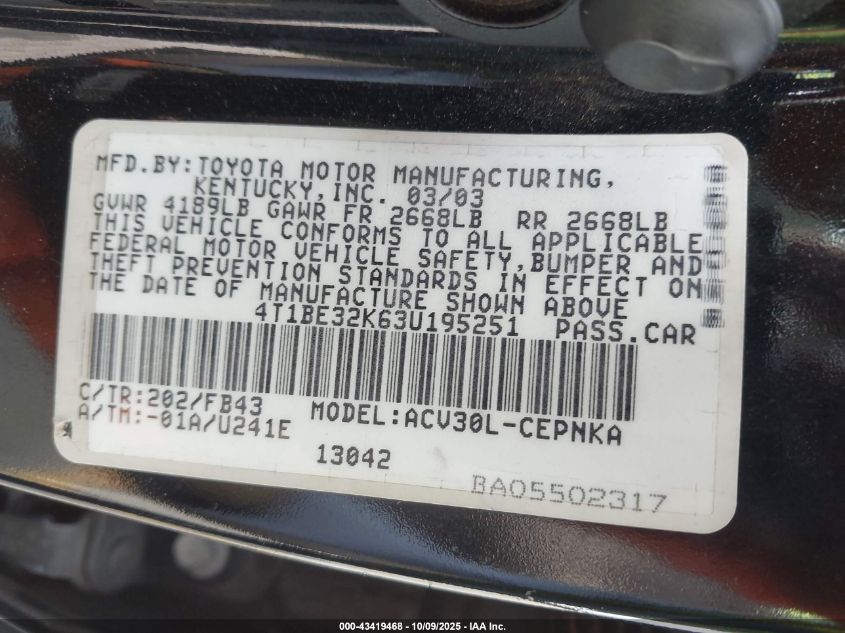 MFD.BY:TOYOTA MOTOR MANUFACTURING,
KENTUCKY,INC. 03/03
GVWR 4189LB GAWR FR 2668LB RR 2668LB
THIS VEHICLE CONFORMS TO ALL APPLICABLE
FEDERAL MOTOR VEHICLE SAFETY,BUMPER AND
THEFT PREVENTION STANDARDS IN EFFECT ON
THE DATE OF MANUFACTURE SHOWN ABOVE
4T1BE32K63U195251 PASS.CAR
C/TR:202/FB43 MODEL:ACV30L-CEPNKA
A/TM:-01A/U241E
13042
BA05502317
000-43419468 - 10/09/2025 - IAA Inc.